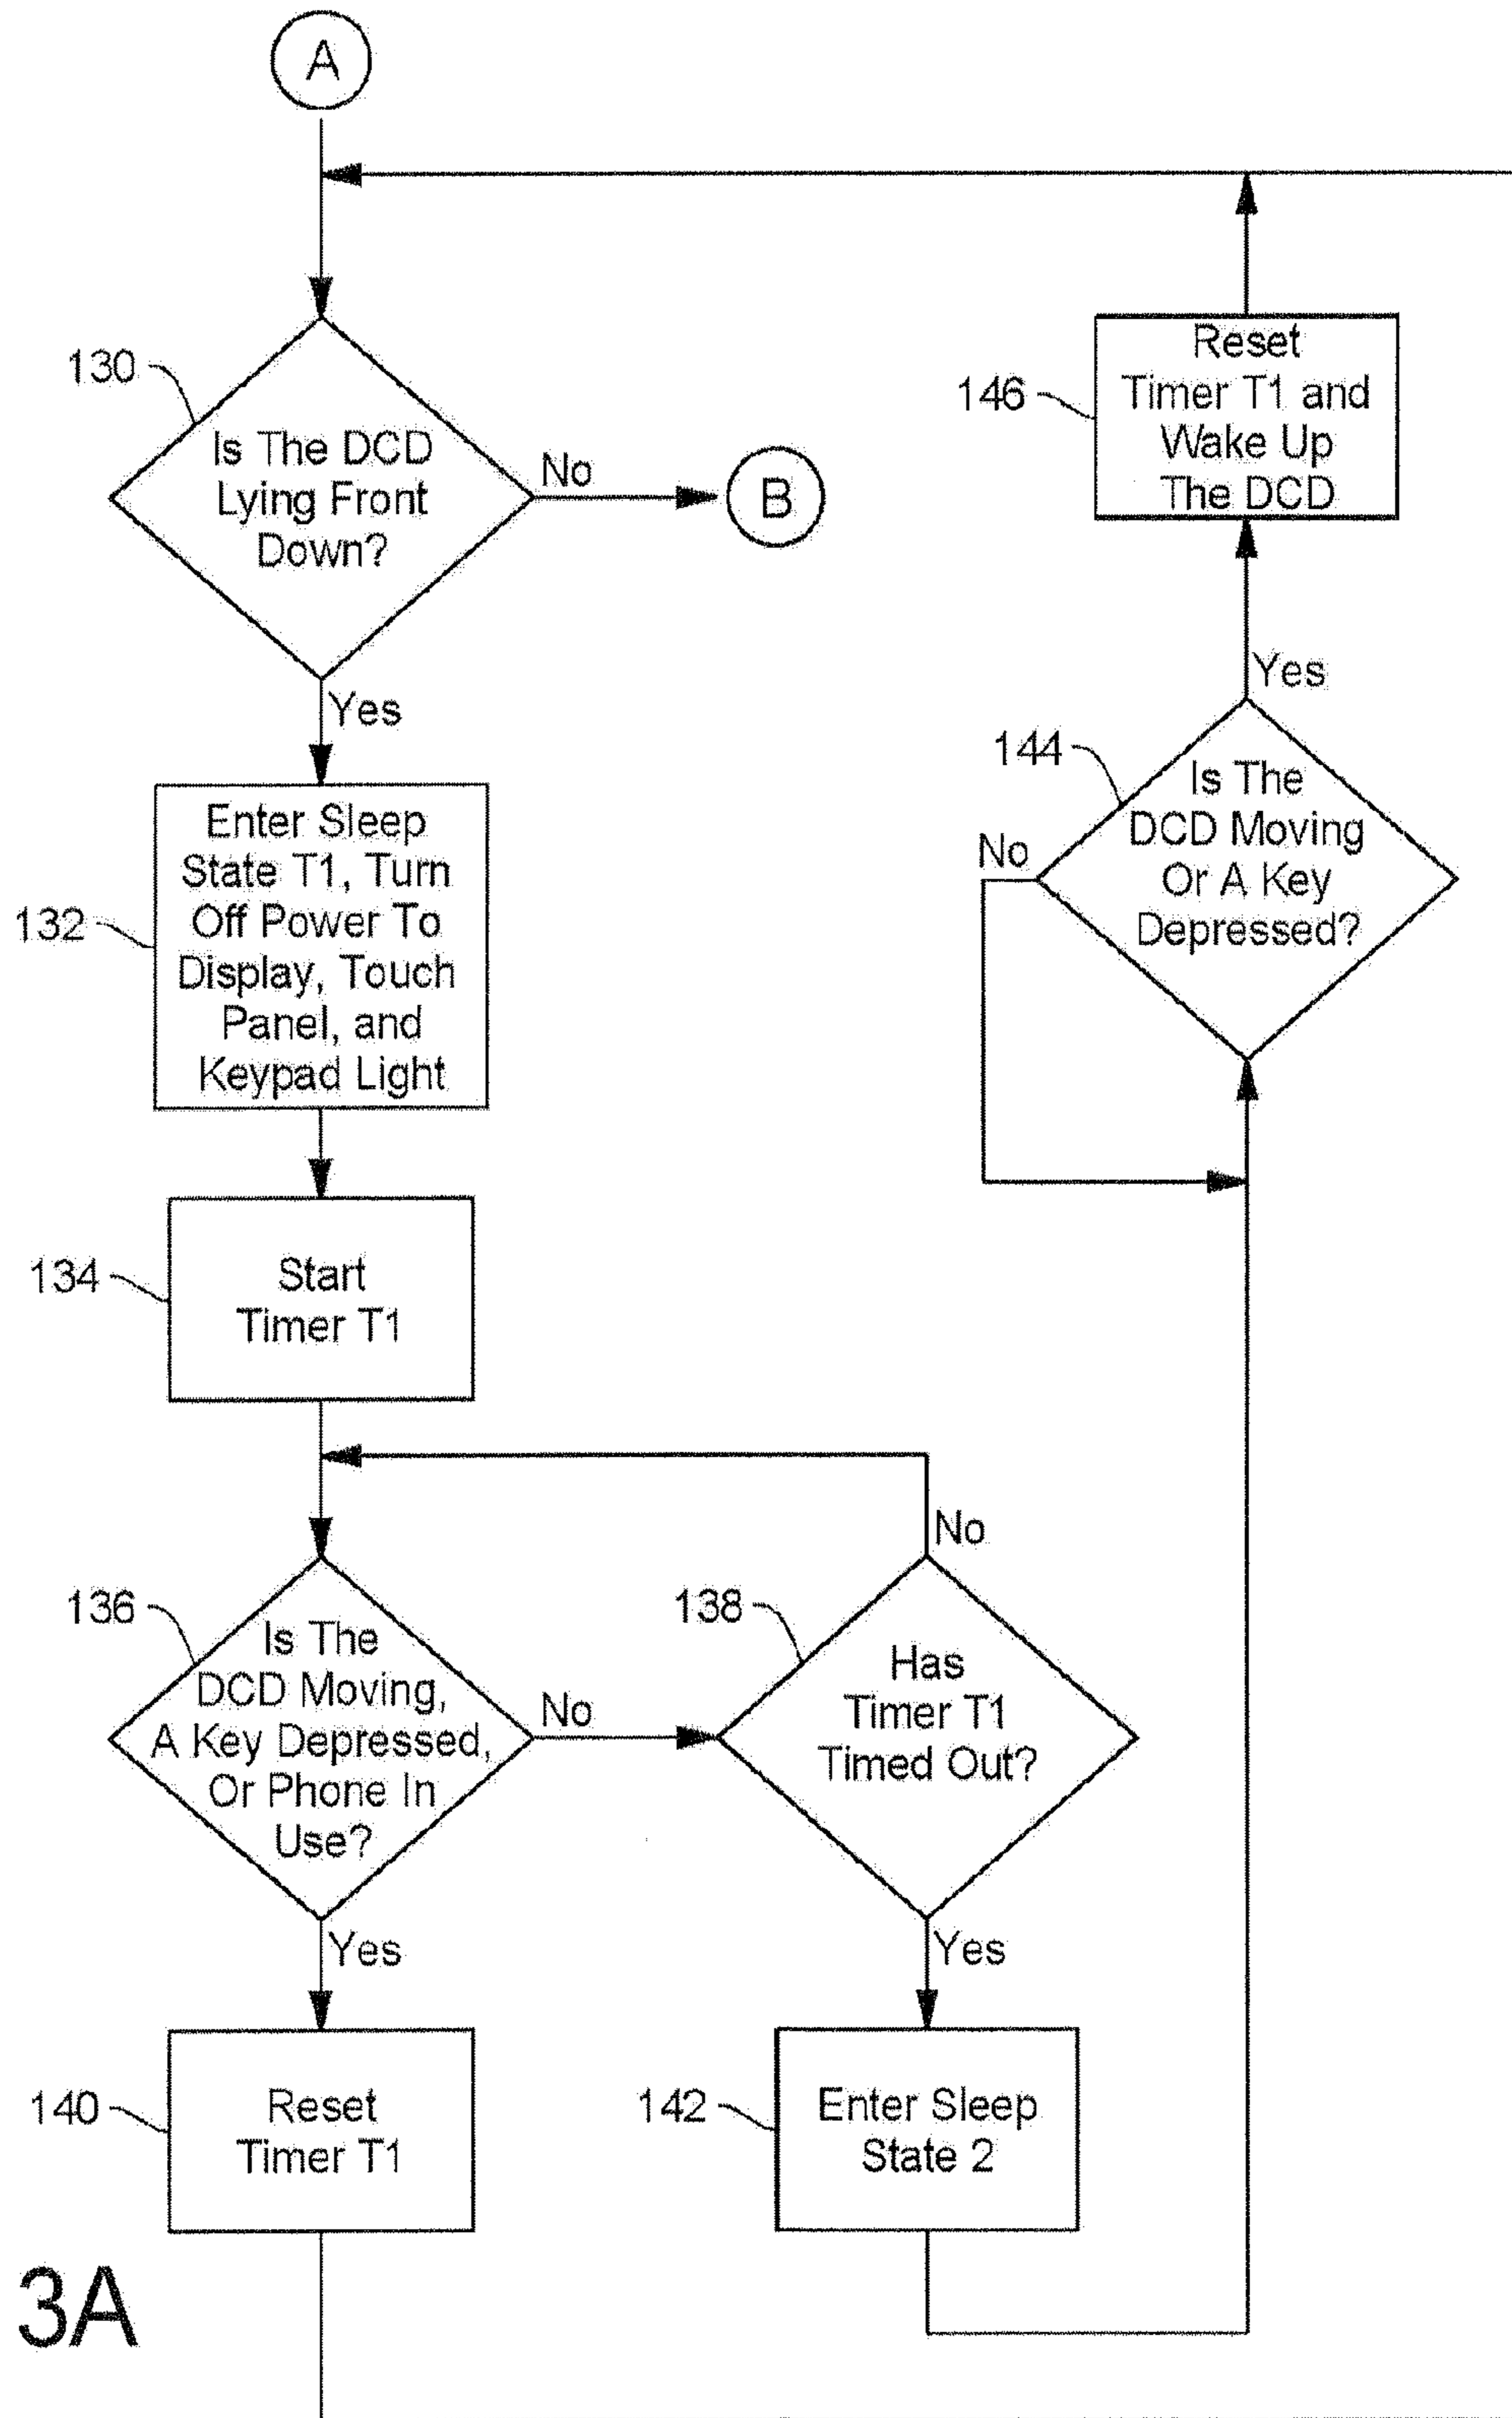 A
130
Is The DCD
Lying Front
Down?
No
B
Yes
132
Enter Sleep
State T1, Turn
Off Power To
Display, Touch
Panel, and
Keypad Light
134
Start
Timer T1
136
Is The
DCD Moving,
A Key Depressed,
Or Phone In
Use?
No
Yes
138
Has
Timer T1
Timed Out?
No
Yes
140
Reset
Timer T1
142
Enter Sleep
State 2
144
Is The
DCD Moving
Or A Key
Depressed?
No
Yes
146
Reset
Timer T1 and
Wake Up
The DCD
3A